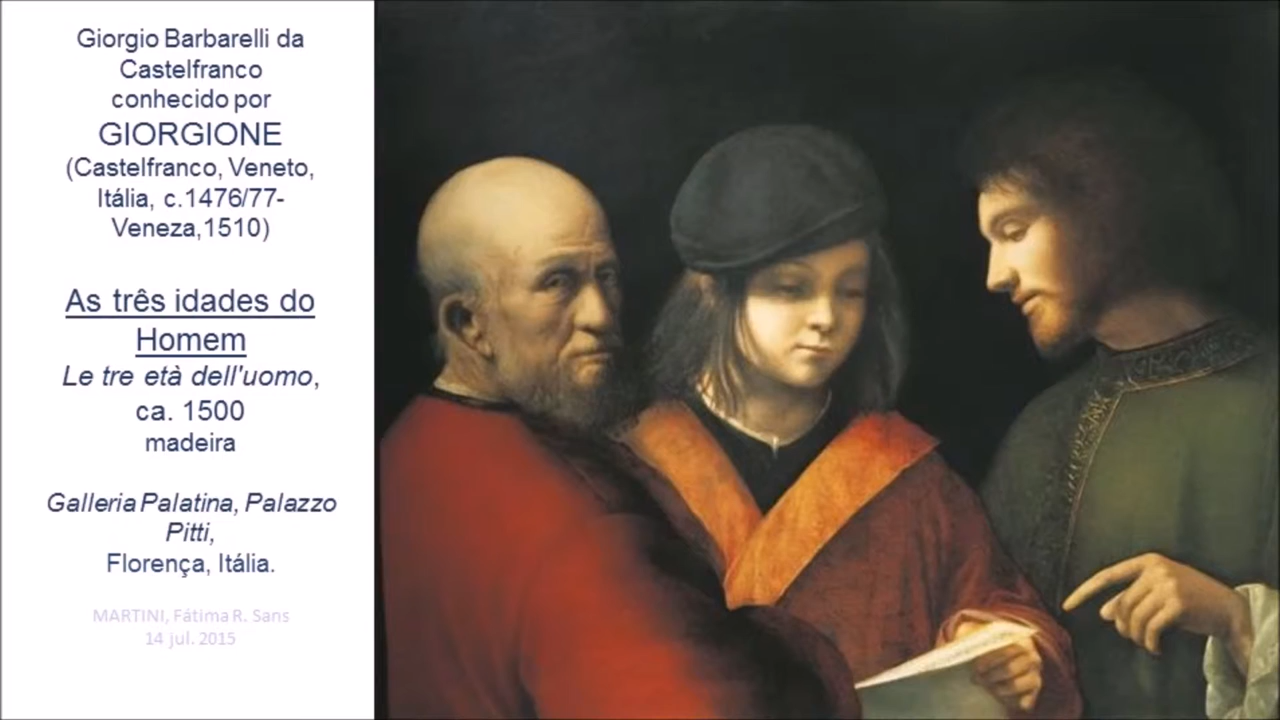 Giorgio Barbarelli da
Castelfranco
conhecido por
GIORGIONE
(Castelfranco, Veneto,
Itália, c.1476/77-
Veneza,1510)
As três idades do
Homem
Le tre età dell'uomo,
ca. 1500
madeira
Galleria Palatina, Palazzo
Pitti,
Florença, Itália.
MARTINI, Fátima R. Sans
14 jul. 2015